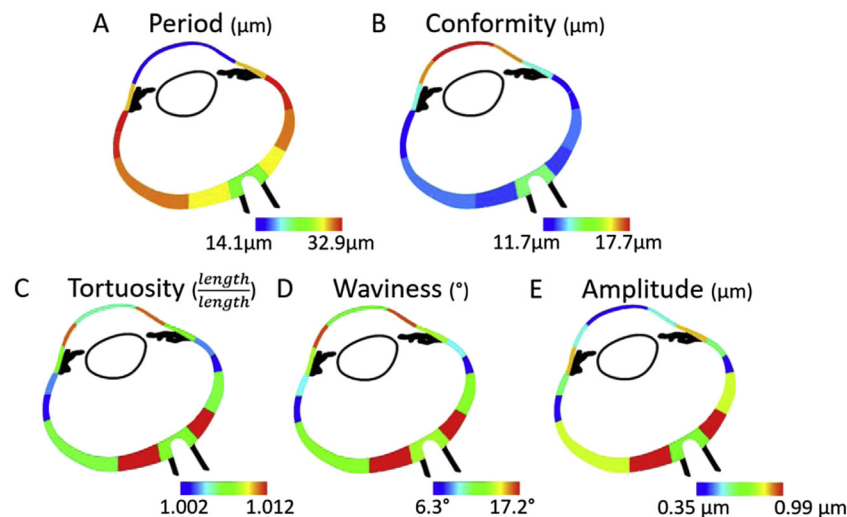 A Period (µm)
B Conformity (µm)
14.1µm 32.9µm
11.7µm 17.7µm
C Tortuosity (length/length)
D Waviness (°)
E Amplitude (µm)
1.002 1.012
6.3° 17.2°
0.35 µm 0.99 µm